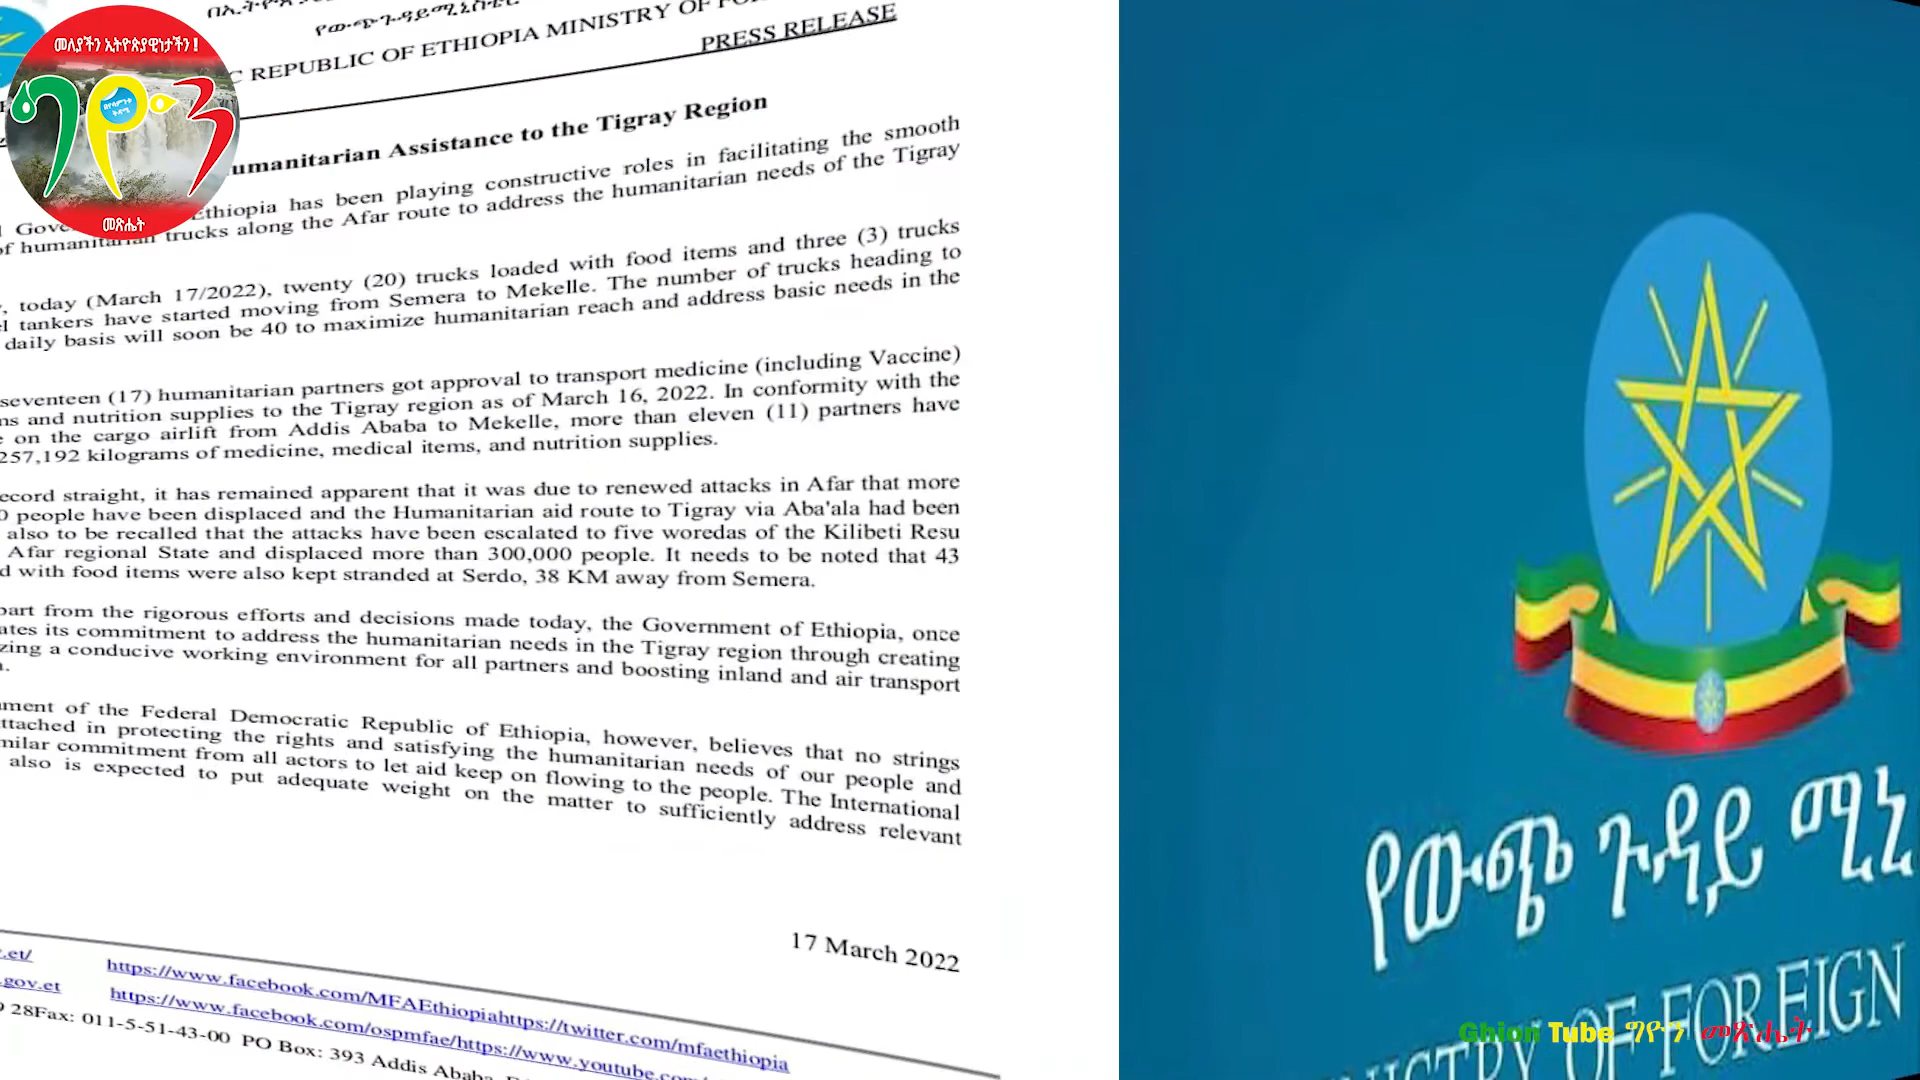 መለያችን ኢትዮጵያዊነታችን !
ግዮን
መጽሔት
REPUBLIC OF ETHIOPIA MINISTRY OF
PRESS RELEASE
Assistance to the Tigray Region
Ethiopia has been playing constructive roles in facilitating the smooth
of humanitarian trucks along the Afar route to address the humanitarian needs of the Tigray
today (March 17/2022), twenty (20) trucks loaded with food items and three (3) trucks
tankers have started moving from Semera to Mekelle. The number of trucks heading to
daily basis will soon be 40 to maximize humanitarian reach and address basic needs in the
seventeen (17) humanitarian partners got approval to transport medicine (including Vaccine)
and nutrition supplies to the Tigray region as of March 16, 2022. In conformity with the
on the cargo airlift from Addis Ababa to Mekelle, more than eleven (11) partners have
257,192 kilograms of medicine, medical items, and nutrition supplies.
straight, it has remained apparent that it was due to renewed attacks in Afar that more
people have been displaced and the Humanitarian aid route to Tigray via Aba'ala had been
also to be recalled that the attacks have been escalated to five woredas of the Kilibeti Resu
Afar regional State and displaced more than 300,000 people. It needs to be noted that 43
with food items were also kept stranded at Serdo, 38 KM away from Semera.
from the rigorous efforts and decisions made today, the Government of Ethiopia, once
its commitment to address the humanitarian needs in the Tigray region through creating
a conducive working environment for all partners and boosting inland and air transport
of the Federal Democratic Republic of Ethiopia, however, believes that no strings
in protecting the rights and satisfying the humanitarian needs of our people and
commitment from all actors to let aid keep on flowing to the people. The International
also is expected to put adequate weight on the matter to sufficiently address relevant
17 March 2022
https://www.facebook.com/MFAEthiopiahttps://twitter.com/mfaethiopia
.gov.et https://www.facebook.com/ospmfae/https://www.youtube.com
28Fax: 011-5-51-43-00 PO Box: 393 Addis Ababa
የውጭ ጉዳይ ሚኒ
OF FOREIGN
Ghion Tube ግዮን መጽሔት